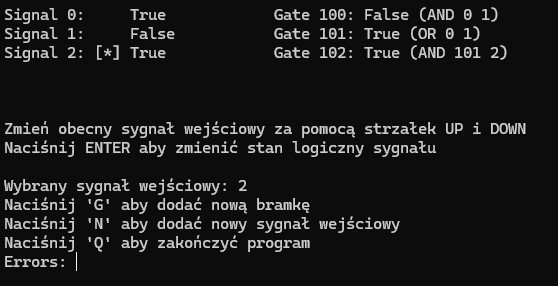 Signal 0:     True            Gate 100: False (AND 0 1)
Signal 1:     False           Gate 101: True (OR 0 1)
Signal 2: [*] True            Gate 102: True (AND 101 2)
Zmień obecny sygnał wejściowy za pomocą strzałek UP i DOWN
Naciśnij ENTER aby zmienić stan logiczny sygnału
Wybrany sygnał wejściowy: 2
Naciśnij 'G' aby dodać nową bramkę
Naciśnij 'N' aby dodać nowy sygnał wejściowy
Naciśnij 'Q' aby zakończyć program
Errors: